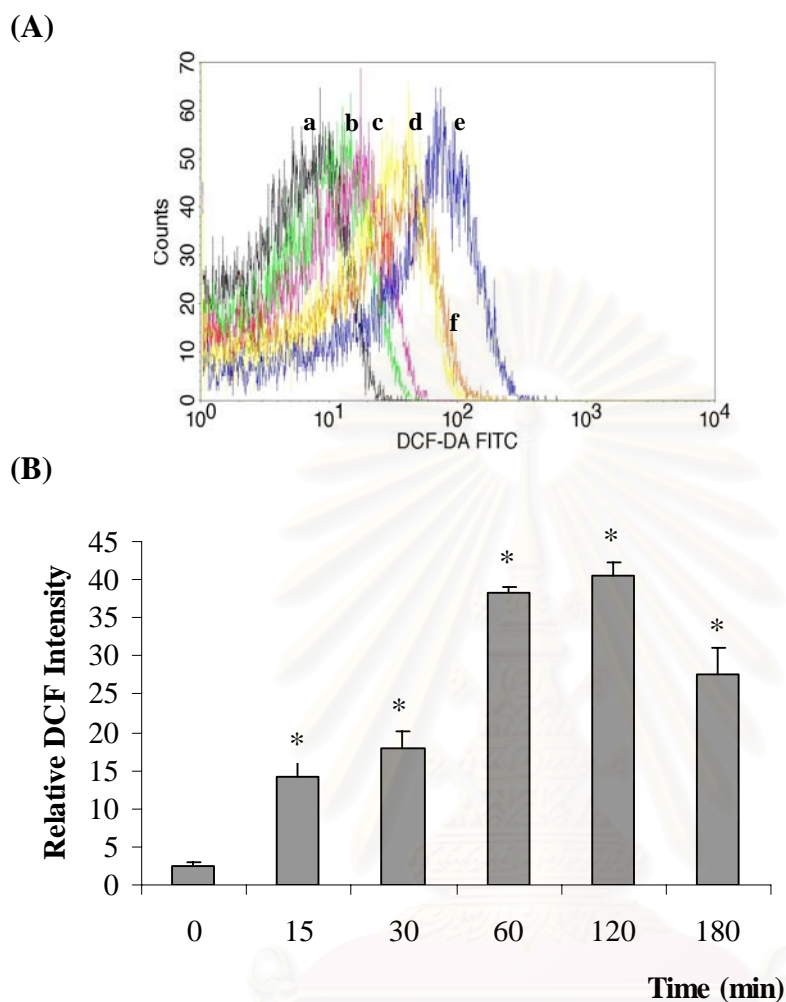 (A)
70
60
50
40
30
20
10
0
Counts
a b c d e
f
10^0 10^1 10^2 10^3 10^4
DCF-DA FITC
(B)
45
40
35
30
25
20
15
10
5
0
Relative DCF Intensity
* * * * *
0 15 30 60 120 180
Time (min)